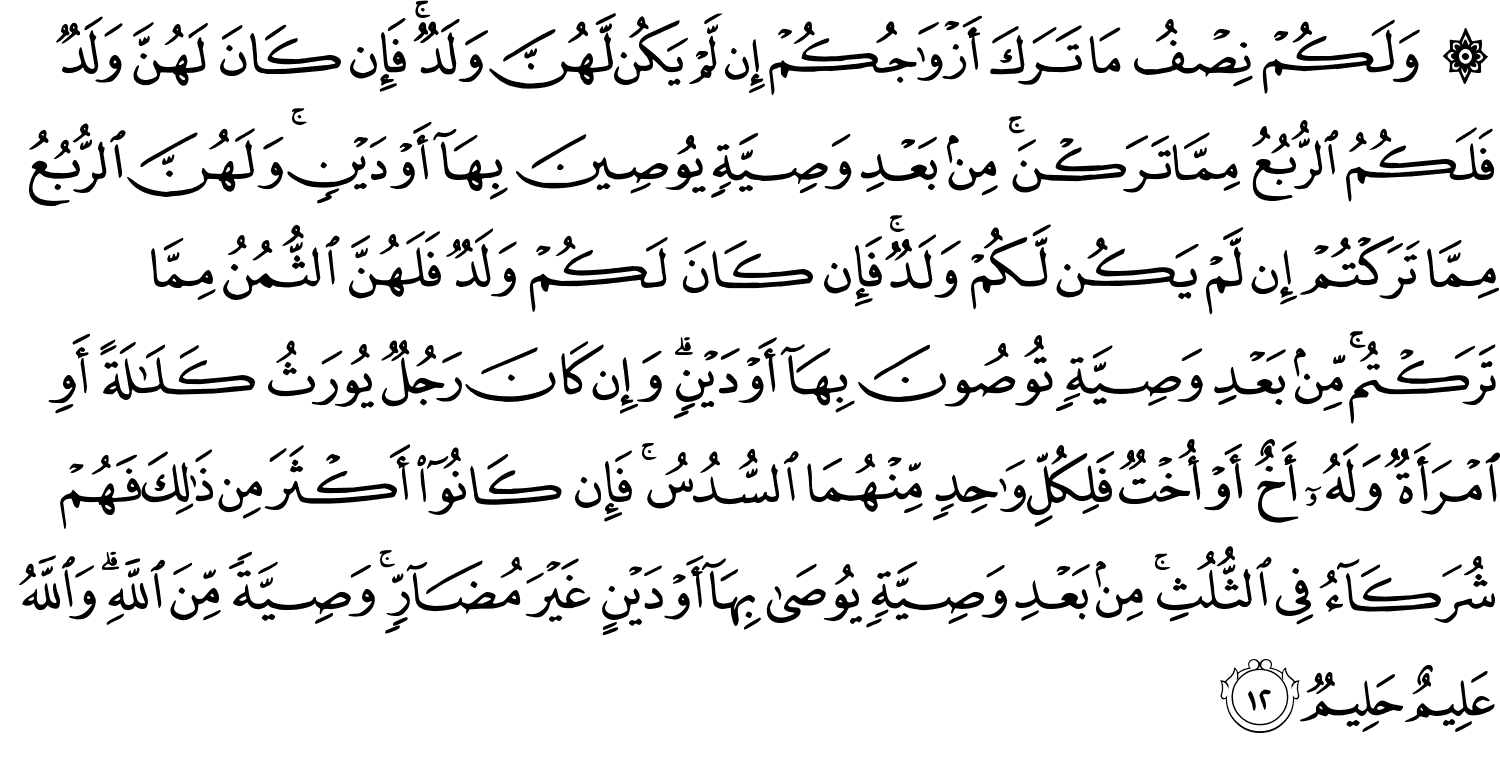 ۞ وَلَكُمْ نِصْفُ مَا تَرَكَ أَزْوَٰجُكُمْ إِن لَّمْ يَكُن لَّهُنَّ وَلَدٌ ۚ فَإِن كَانَ لَهُنَّ وَلَدٌ
فَلَكُمُ ٱلرُّبُعُ مِمَّا تَرَكْنَ ۚ مِنۢ بَعْدِ وَصِيَّةٍ يُوصِينَ بِهَآ أَوْ دَيْنٍ ۚ وَلَهُنَّ ٱلرُّبُعُ
مِمَّا تَرَكْتُمْ إِن لَّمْ يَكُن لَّكُمْ وَلَدٌ ۚ فَإِن كَانَ لَكُمْ وَلَدٌ فَلَهُنَّ ٱلثُّمُنُ مِمَّا
تَرَكْتُم ۚ مِّنۢ بَعْدِ وَصِيَّةٍ تُوصُونَ بِهَآ أَوْ دَيْنٍ ۗ وَإِن كَانَ رَجُلٌ يُورَثُ كَلَـٰلَةً أَوِ
ٱمْرَأَةٌ وَلَهُۥٓ أَخٌ أَوْ أُخْتٌ فَلِكُلِّ وَٰحِدٍ مِّنْهُمَا ٱلسُّدُسُ ۚ فَإِن كَانُوٓا۟ أَكْثَرَ مِن ذَٰلِكَ فَهُمْ
شُرَكَآءُ فِى ٱلثُّلُثِ ۚ مِنۢ بَعْدِ وَصِيَّةٍ يُوصَىٰ بِهَآ أَوْ دَيْنٍ غَيْرَ مُضَآرٍّ ۚ وَصِيَّةً مِّنَ ٱللَّهِ ۗ وَٱللَّهُ
عَلِيمٌ حَلِيمٌ ١٢